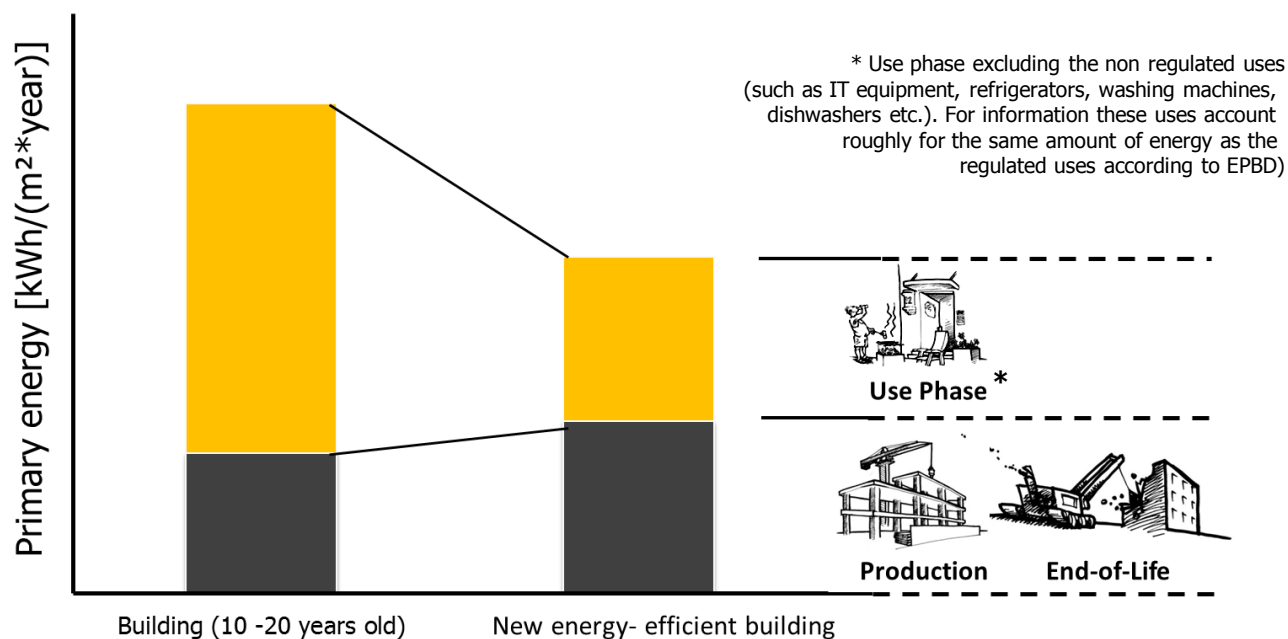 Primary energy [kWh/(m²*year)]
* Use phase excluding the non regulated uses
(such as IT equipment, refrigerators, washing machines,
dishwashers etc.). For information these uses account
roughly for the same amount of energy as the
regulated uses according to EPBD)
Use Phase *
Production End-of-Life
Building (10 -20 years old) New energy- efficient building